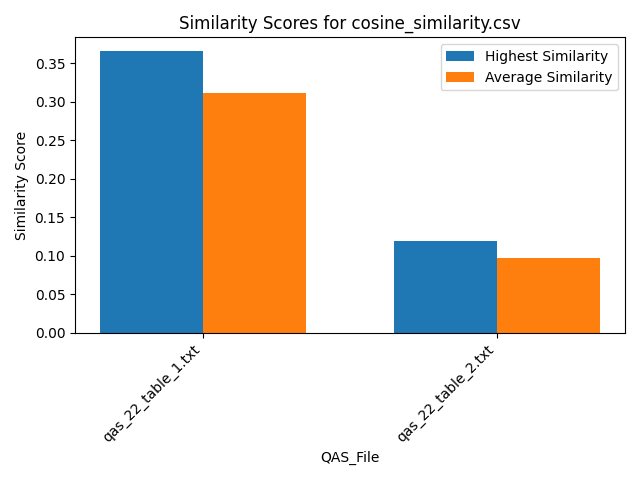 Similarity Scores for cosine_similarity.csv
Highest Similarity
Average Similarity
Similarity Score
0.35
0.30
0.25
0.20
0.15
0.10
0.05
0.00
qas_22_table_1.txt
qas_22_table_2.txt
QAS_File